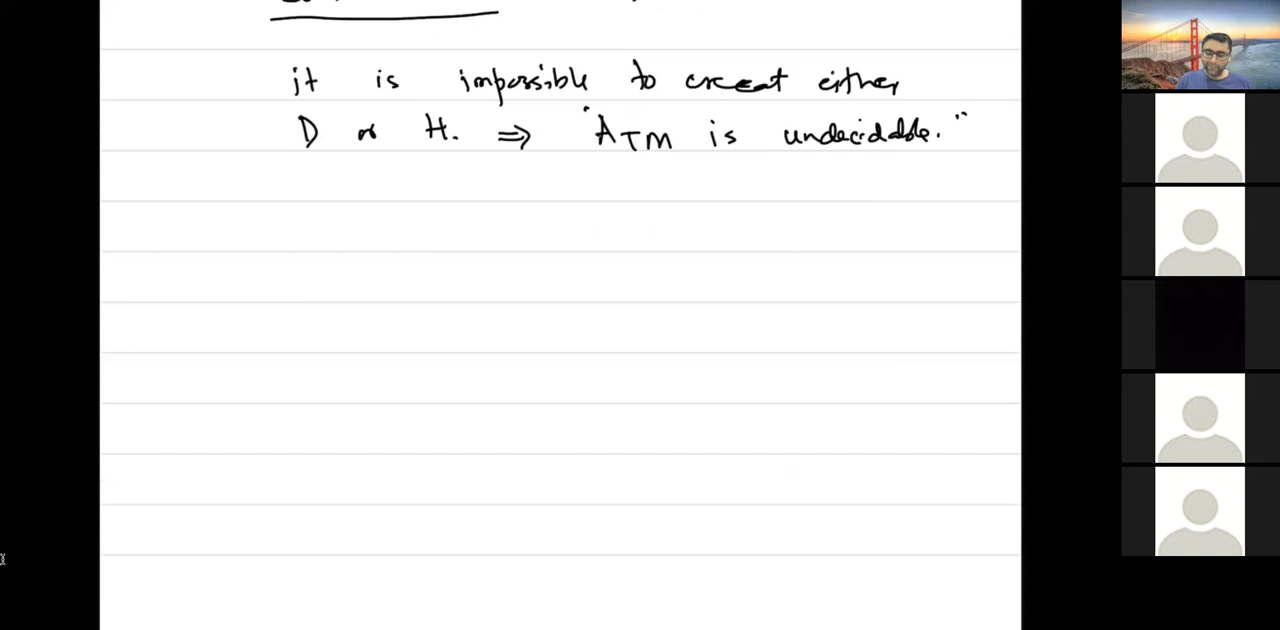 it is impossible to creat either
D or H. ⇒ "ATM is undecidable."